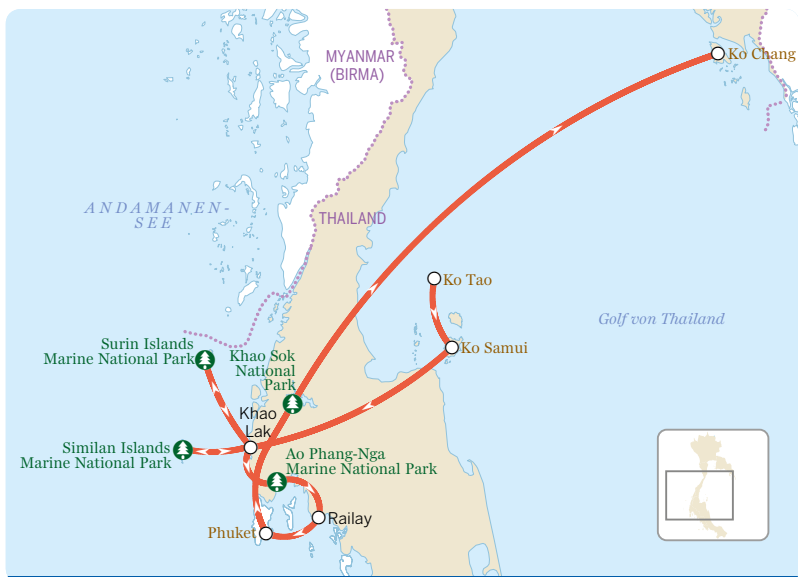 MYANMAR
(BIRMA)
Ko Chang
ANDAMANEN-
SEE
THAILAND
Ko Tao
Golf von Thailand
Ko Samui
Surin Islands
Marine National Park
Khao Sok
National
Park
Khao
Lak
Similan Islands
Marine National Park
Ao Phang-Nga
Marine National Park
Railay
Phuket